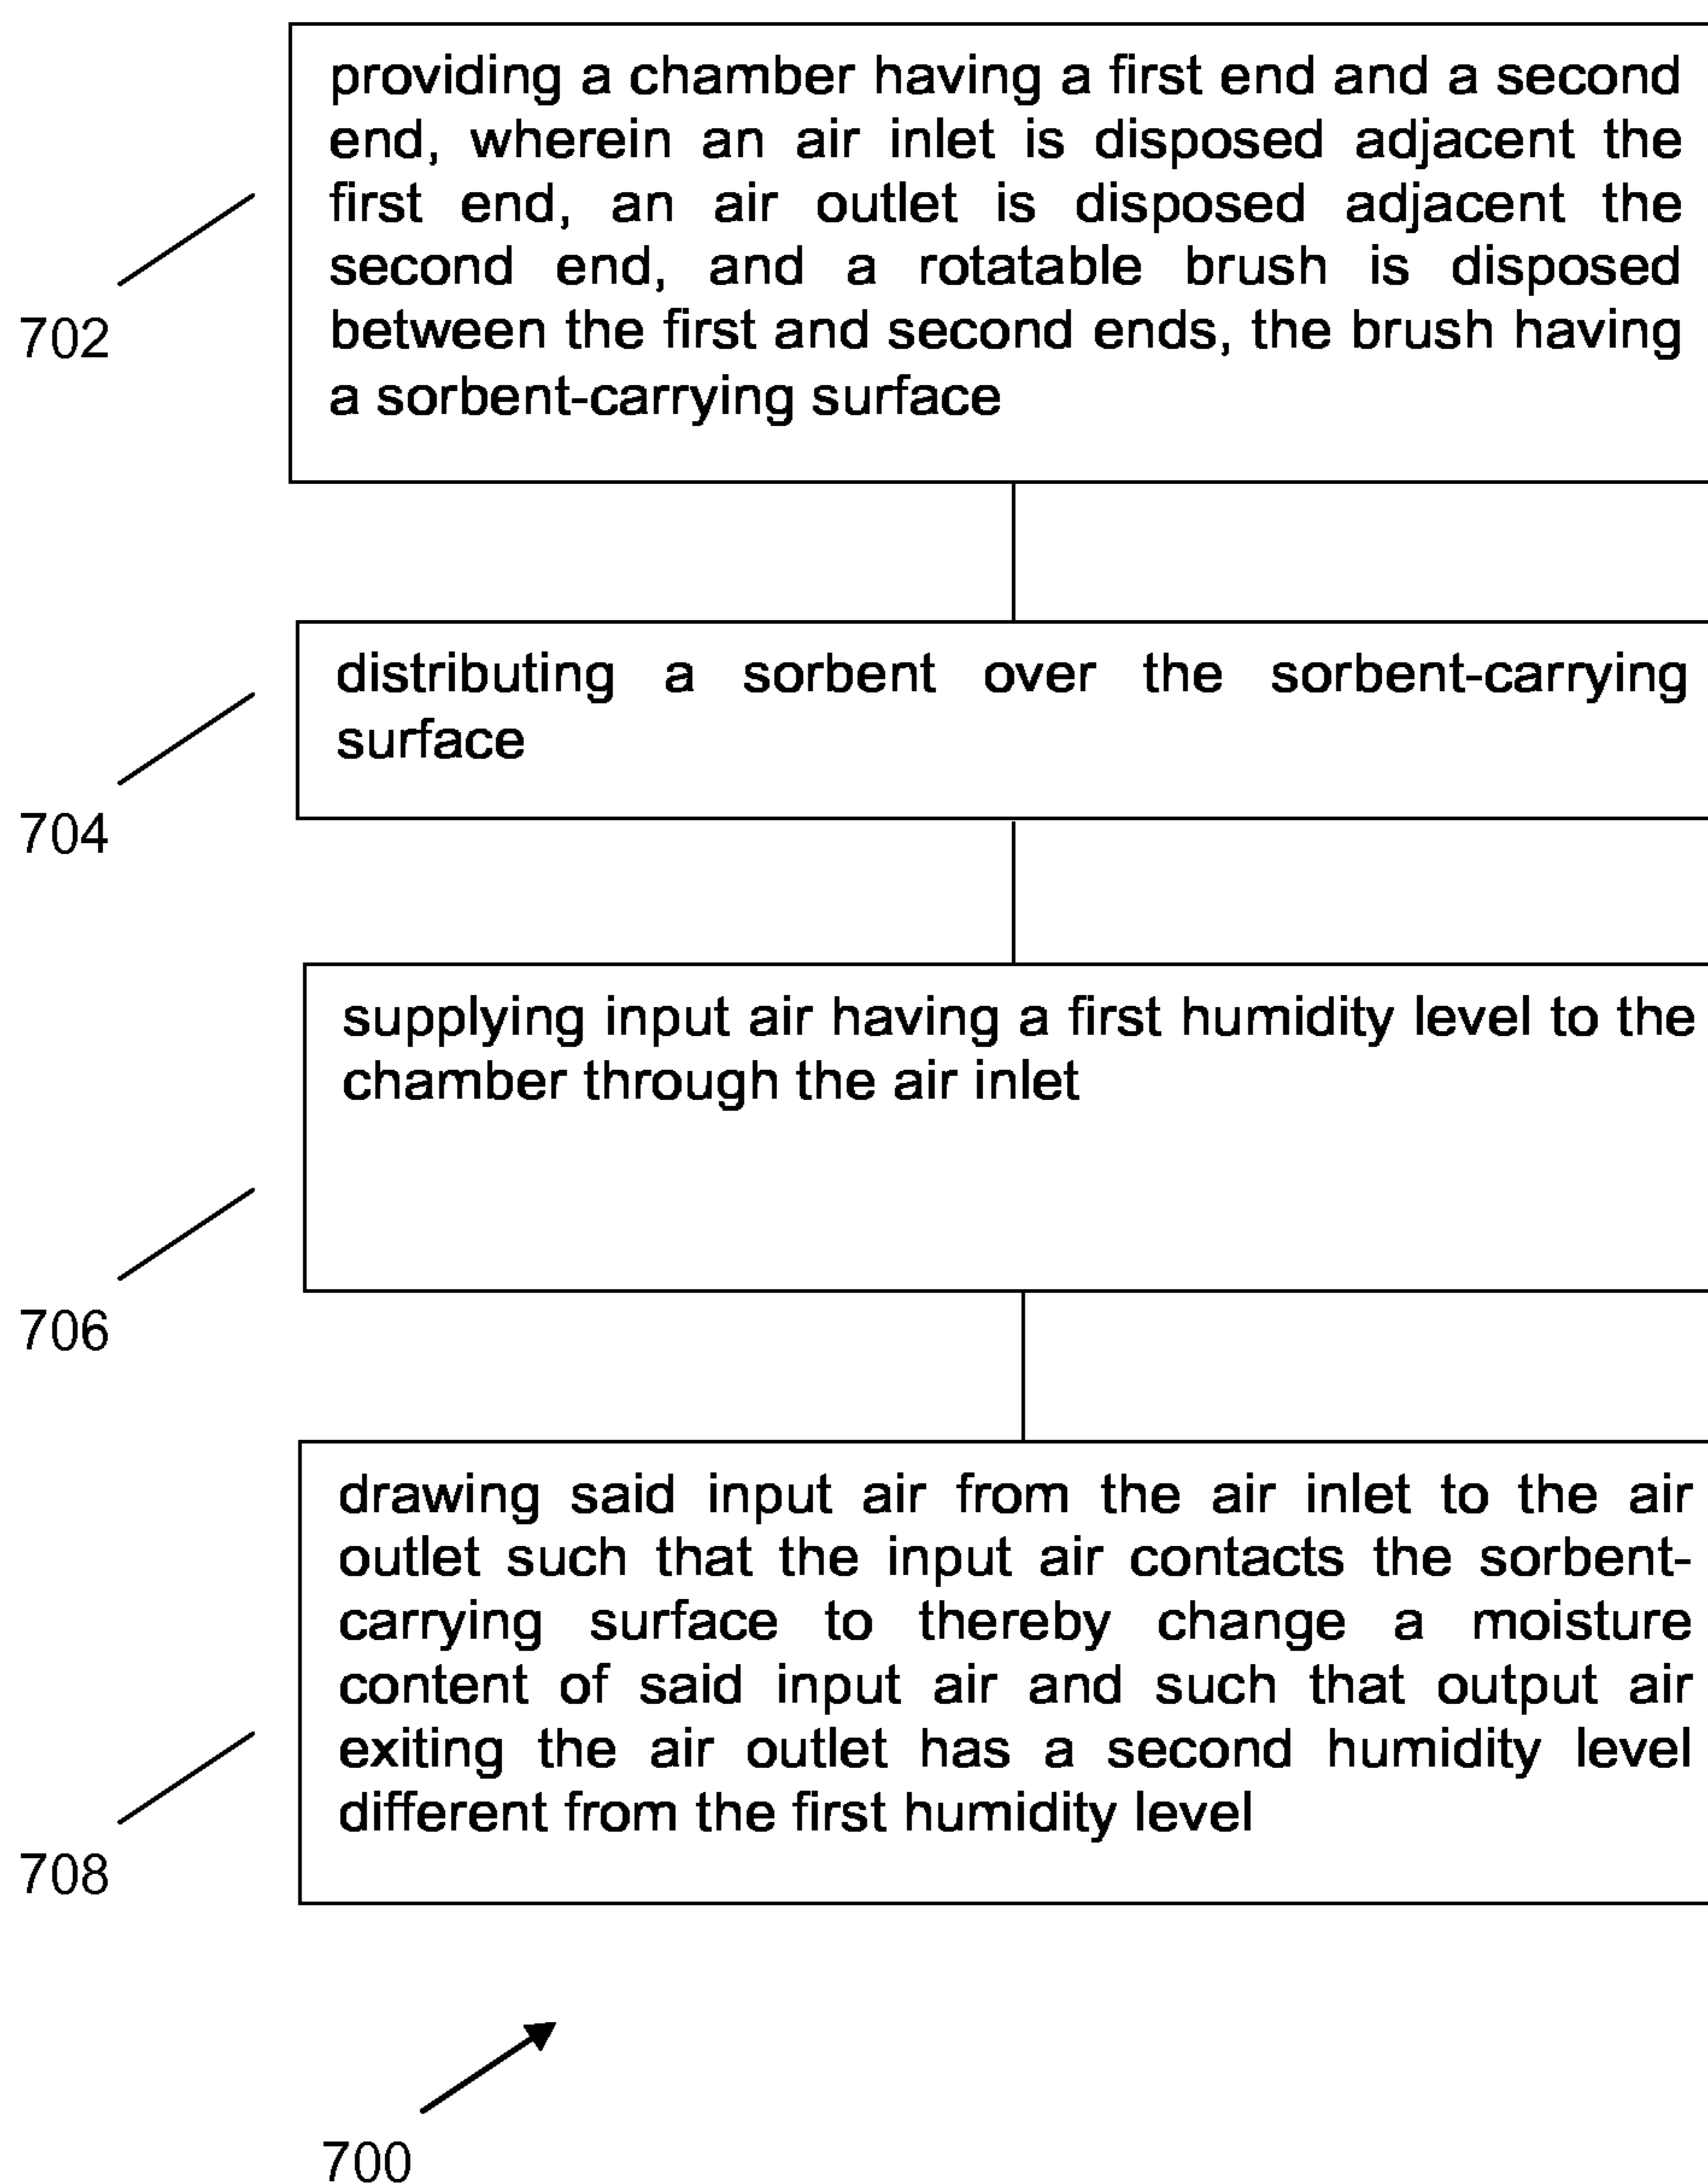 providing a chamber having a first end and a second
end, wherein an air inlet is disposed adjacent the
first end, an air outlet is disposed adjacent the
second end, and a rotatable brush is disposed
between the first and second ends, the brush having
a sorbent-carrying surface
702
distributing a sorbent over the sorbent-carrying
surface
704
supplying input air having a first humidity level to the
chamber through the air inlet
706
drawing said input air from the air inlet to the air
outlet such that the input air contacts the sorbent-
carrying surface to thereby change a moisture
content of said input air and such that output air
exiting the air outlet has a second humidity level
different from the first humidity level
708
700